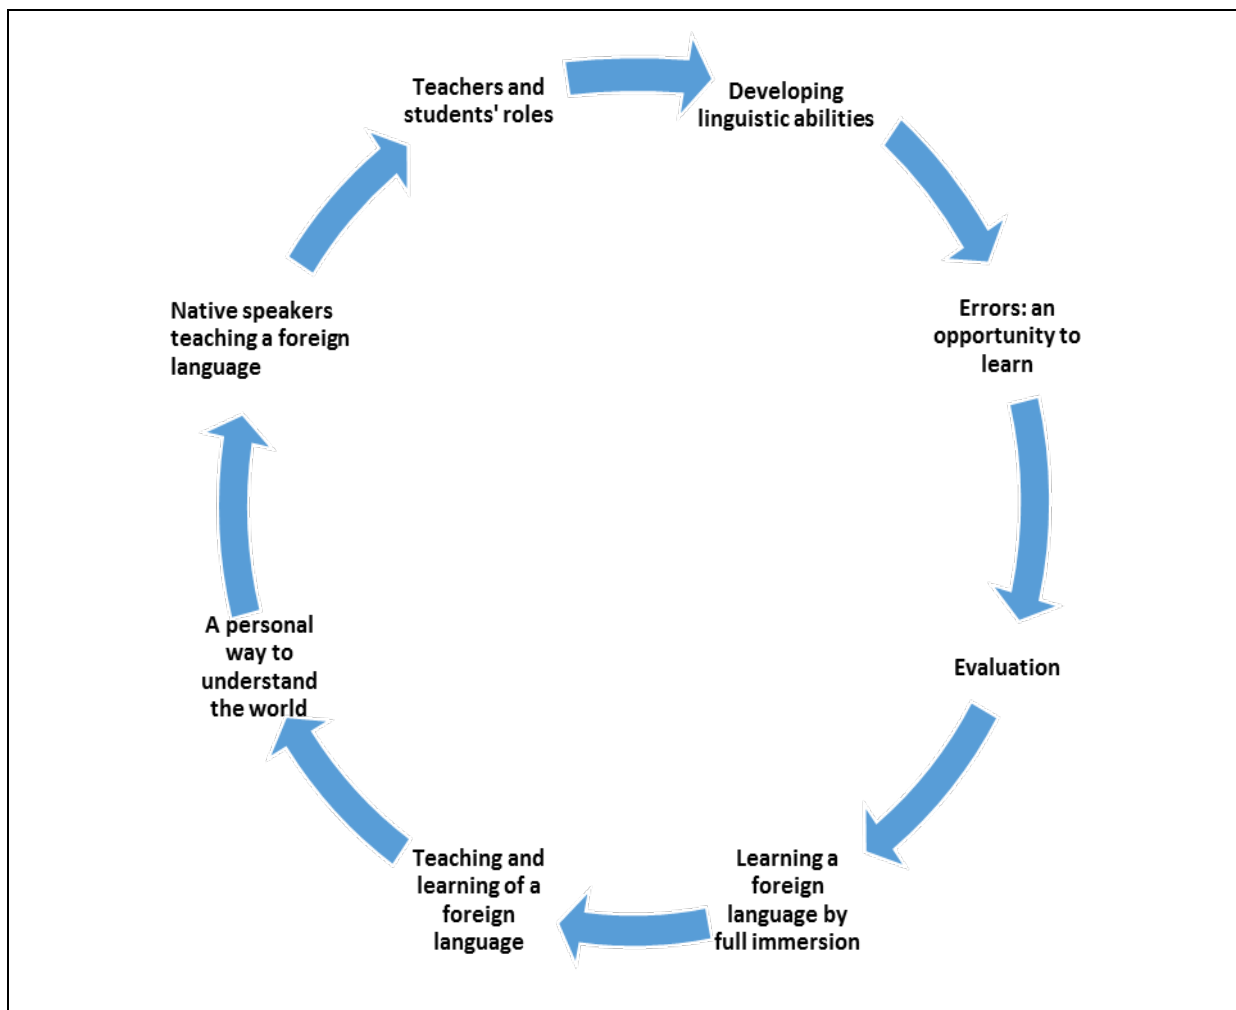 Teachers and
students' roles
Developing
linguistic abilities
Errors: an
opportunity to
learn
Evaluation
Learning a
foreign
language by
full immersion
Teaching and
learning of a
foreign
language
A personal
way to
understand
the world
Native speakers
teaching a foreign
language